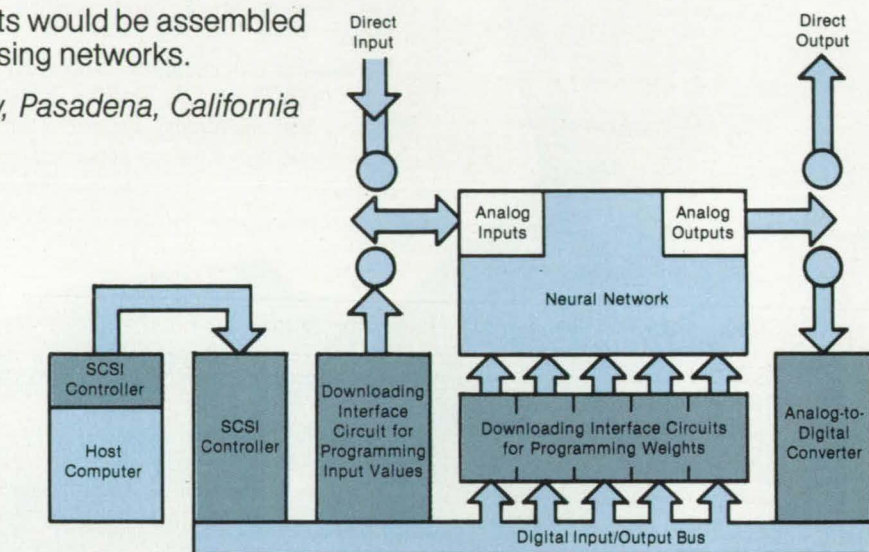 ts would be assembled
sing networks.
, Pasadena, California
Direct
Input
Direct
Output
Analog
Inputs
Analog
Outputs
Neural Network
SCSI
Controller
Host
Computer
SCSI
Controller
Downloading
Interface
Circuit for
Programming
Input Values
Downloading Interface Circuits
for Programming Weights
Analog-to-
Digital
Converter
Digital Input/Output Bus